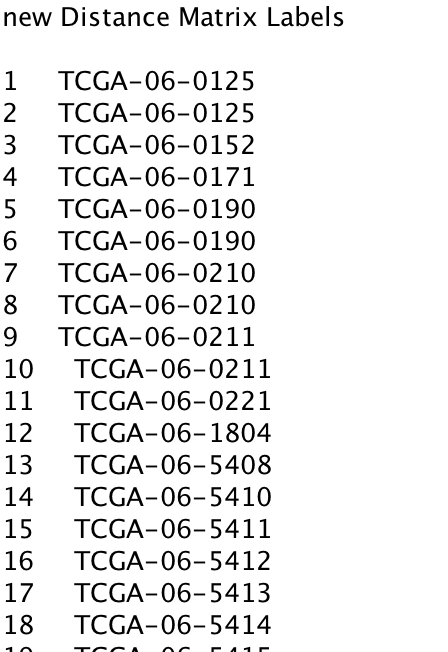 new Distance Matrix Labels
1 TCGA-06-0125
2 TCGA-06-0125
3 TCGA-06-0152
4 TCGA-06-0171
5 TCGA-06-0190
6 TCGA-06-0190
7 TCGA-06-0210
8 TCGA-06-0210
9 TCGA-06-0211
10 TCGA-06-0211
11 TCGA-06-0221
12 TCGA-06-1804
13 TCGA-06-5408
14 TCGA-06-5410
15 TCGA-06-5411
16 TCGA-06-5412
17 TCGA-06-5413
18 TCGA-06-5414
19 TCGA-06-5415